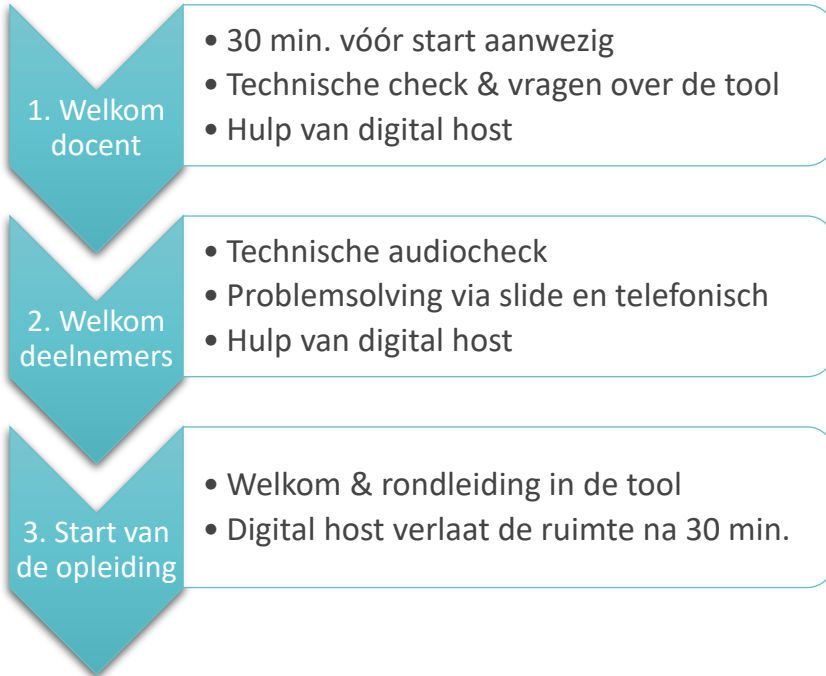 1. Welkom
docent
• 30 min. vóór start aanwezig
• Technische check & vragen over de tool
• Hulp van digital host
2. Welkom
deelnemers
• Technische audiocheck
• Problemsolving via slide en telefonisch
• Hulp van digital host
3. Start van
de opleiding
• Welkom & rondleiding in de tool
• Digital host verlaat de ruimte na 30 min.